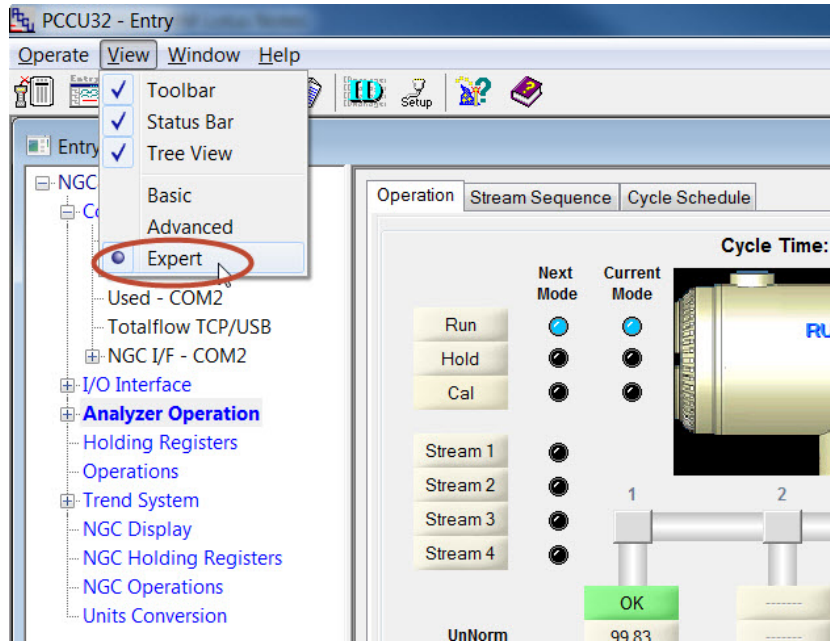 PCCU32 - Entry
Operate View Window Help
Entry
Setup
Toolbar
Status Bar
Tree View
Basic
Advanced
Expert
Entry
NGC
Used - COM2
Totalflow TCP/USB
NGC I/F - COM2
I/O Interface
Analyzer Operation
Holding Registers
Operations
Trend System
NGC Display
NGC Holding Registers
NGC Operations
Units Conversion
Operation Stream Sequence Cycle Schedule
Cycle Time:
Next Mode Current Mode
Run
Hold
Cal
Stream 1
Stream 2
Stream 3
Stream 4
1 2
OK -------
UnNorm 99.83 -------